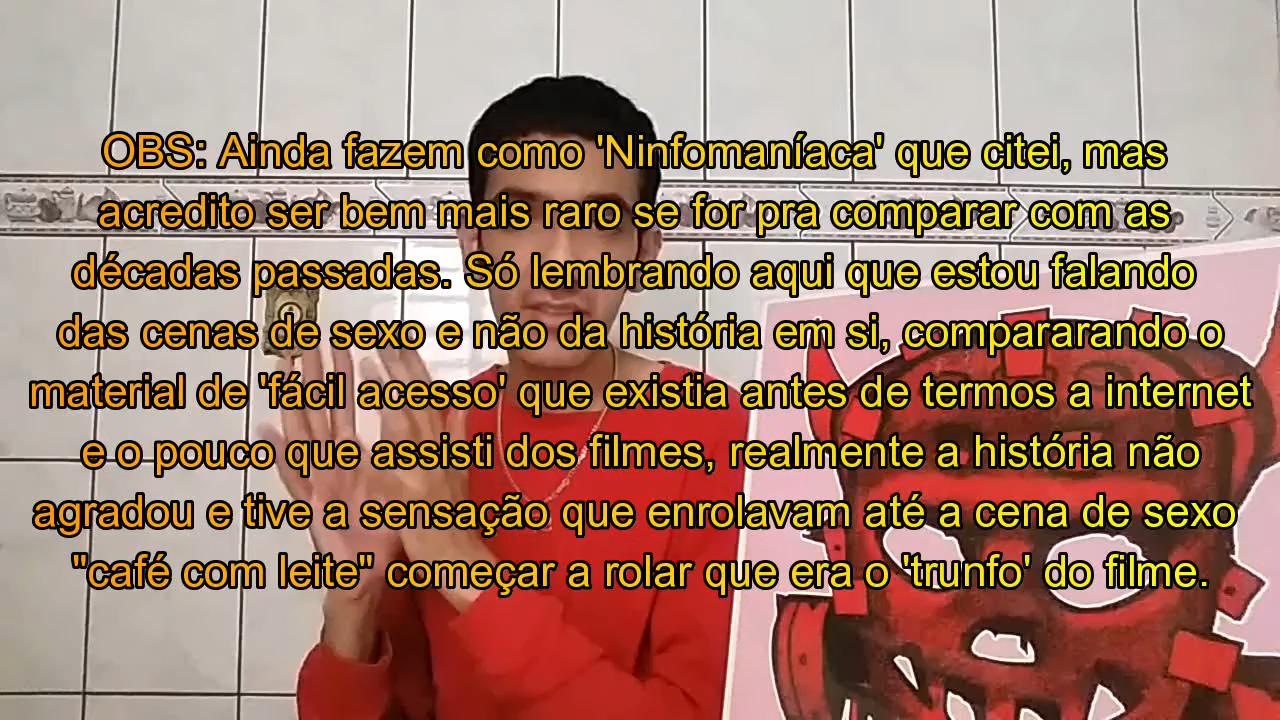 OBS: Ainda fazem como 'Ninfomaníaca' que citei, mas
acredito ser bem mais raro se for pra comparar com as
décadas passadas. Só lembrando aqui que estou falando
das cenas de sexo e não da história em si, compararando o
material de 'fácil acesso' que existia antes de termos a internet
e o pouco que assisti dos filmes, realmente a história não
agradou e tive a sensação que enrolavam até a cena de sexo
"café com leite" começar a rolar que era o 'trunfo' do filme.